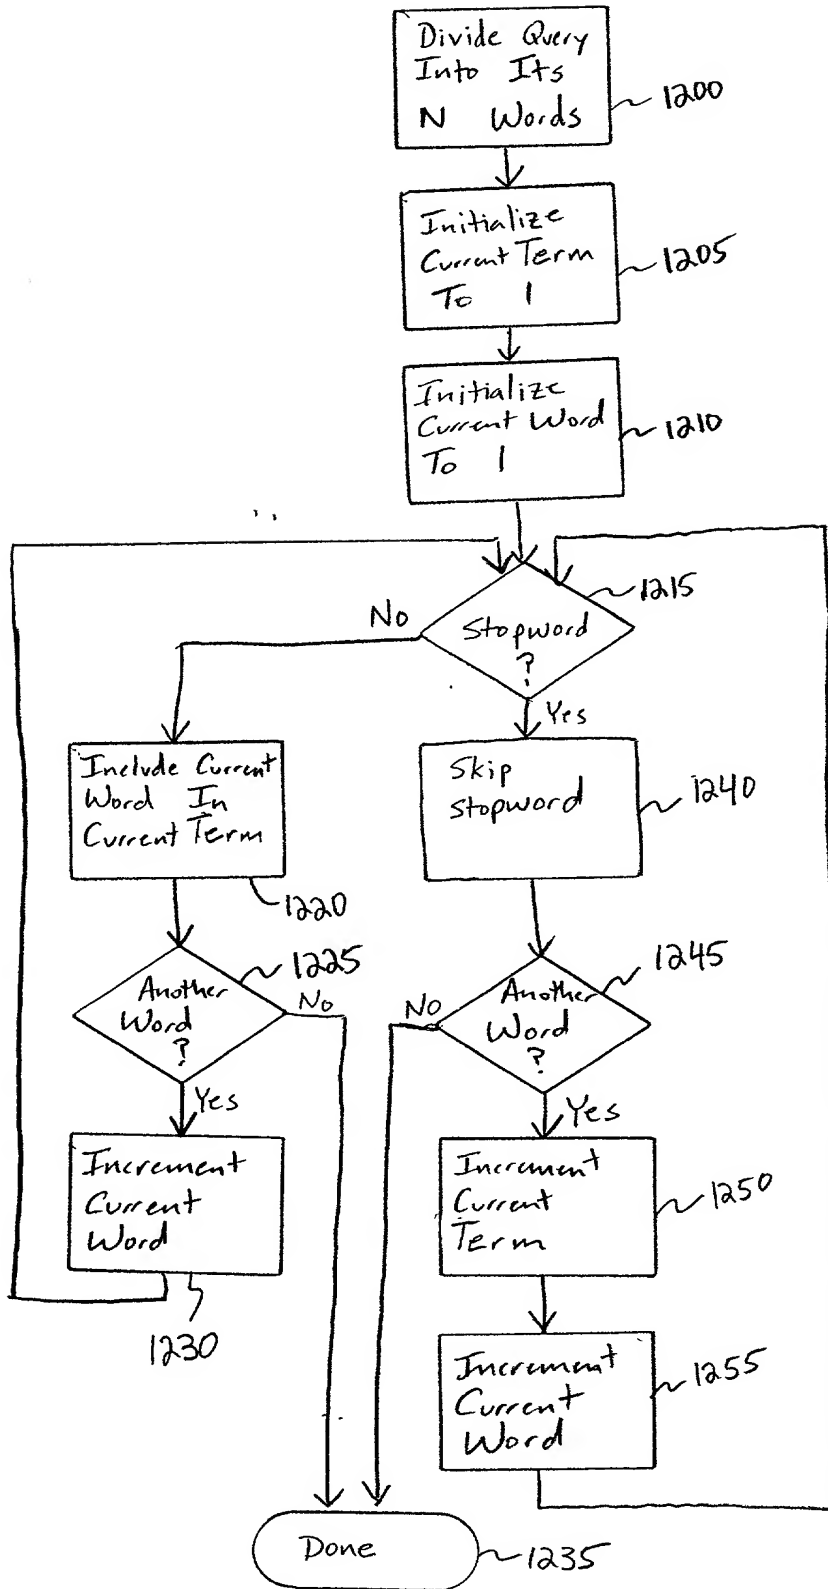 Divide Query
Into Its
N Words
1200
Initialize
Current Term
To 1
1205
Initialize
Current Word
To 1
1210
Stopword
?
1215
No
Yes
Include Current
Word In
Current Term
1220
Skip
Stopword
1240
Another
Word
?
1225
No
Yes
Another
Word
?
1245
No
Yes
Increment
Current
Word
1230
Increment
Current
Term
1250
Increment
Current
Word
1255
Done
1235